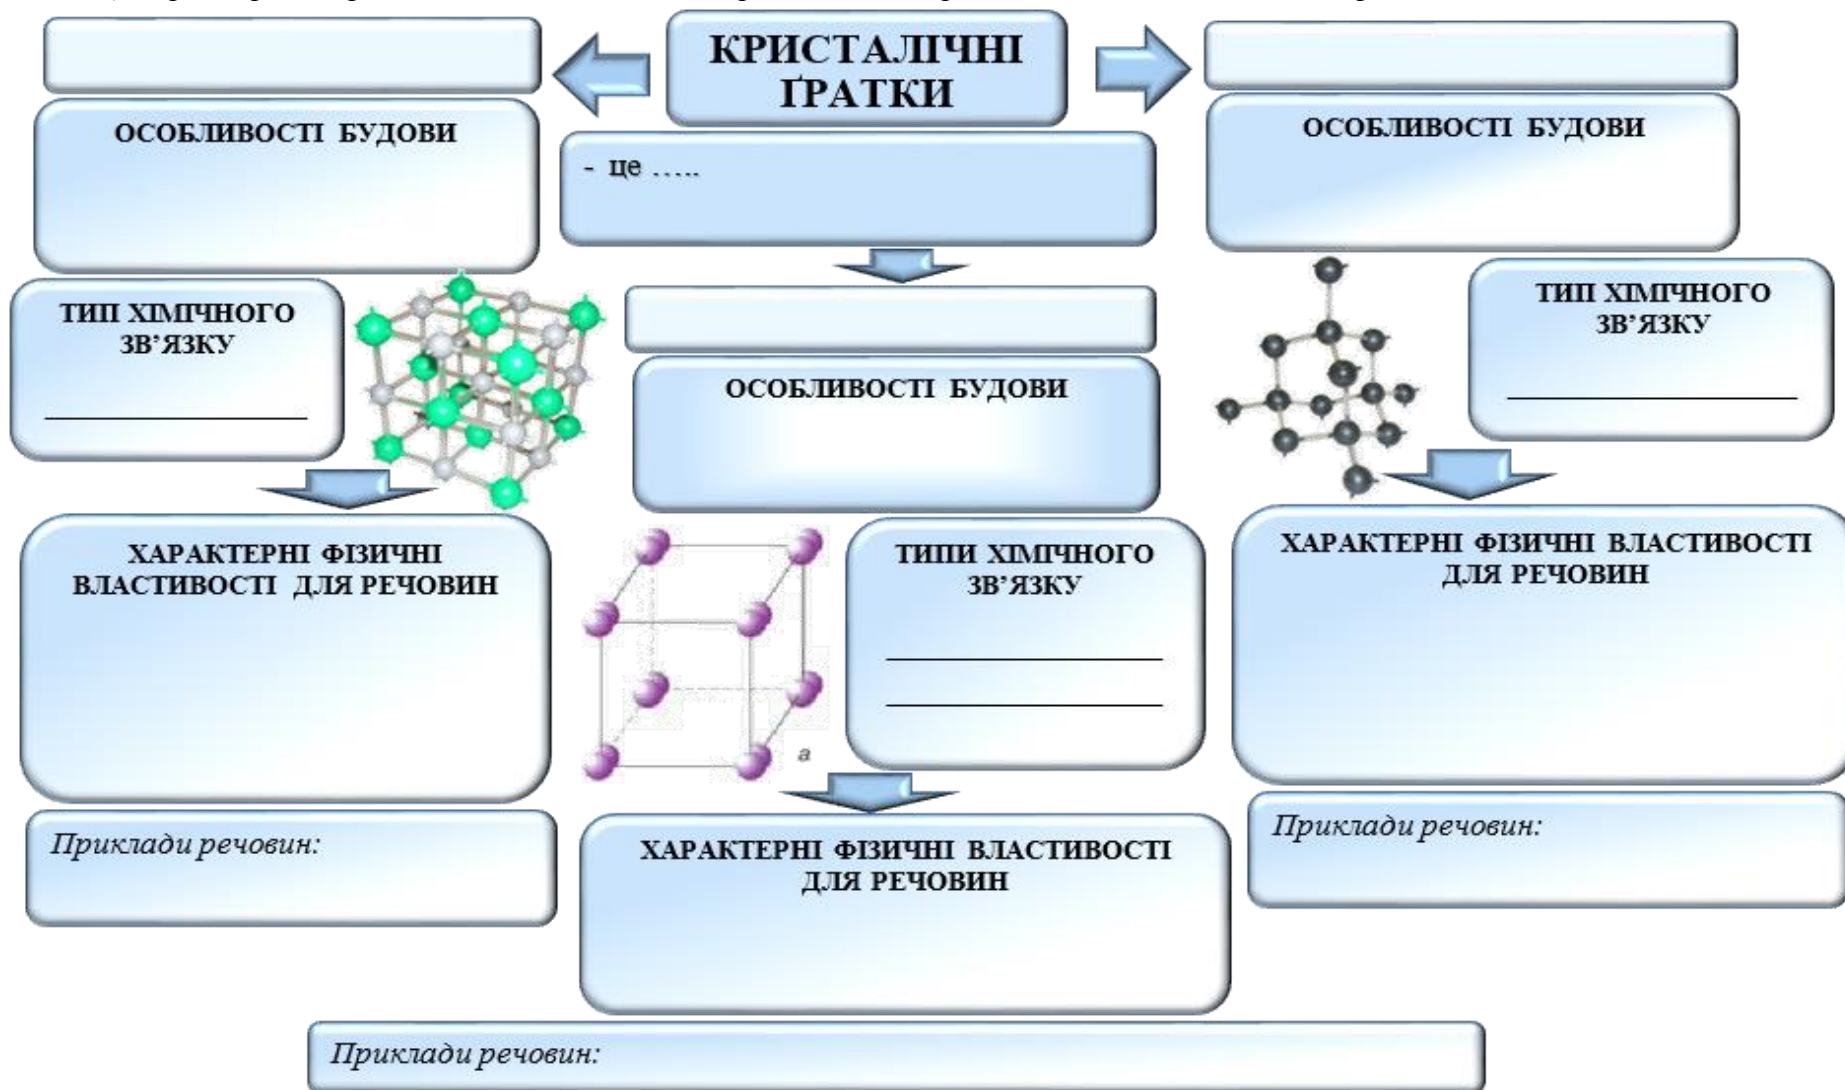 КРИСТАЛІЧНІ
ҐРАТКИ
- це …..
ОСОБЛИВОСТІ БУДОВИ
ТИП ХІМІЧНОГО
ЗВ’ЯЗКУ
ХАРАКТЕРНІ ФІЗИЧНІ
ВЛАСТИВОСТІ ДЛЯ РЕЧОВИН
Приклади речовин:
ОСОБЛИВОСТІ БУДОВИ
ТИПИ ХІМІЧНОГО
ЗВ’ЯЗКУ
а
ХАРАКТЕРНІ ФІЗИЧНІ ВЛАСТИВОСТІ
ДЛЯ РЕЧОВИН
Приклади речовин:
ОСОБЛИВОСТІ БУДОВИ
ТИП ХІМІЧНОГО
ЗВ’ЯЗКУ
ХАРАКТЕРНІ ФІЗИЧНІ ВЛАСТИВОСТІ
ДЛЯ РЕЧОВИН
Приклади речовин: